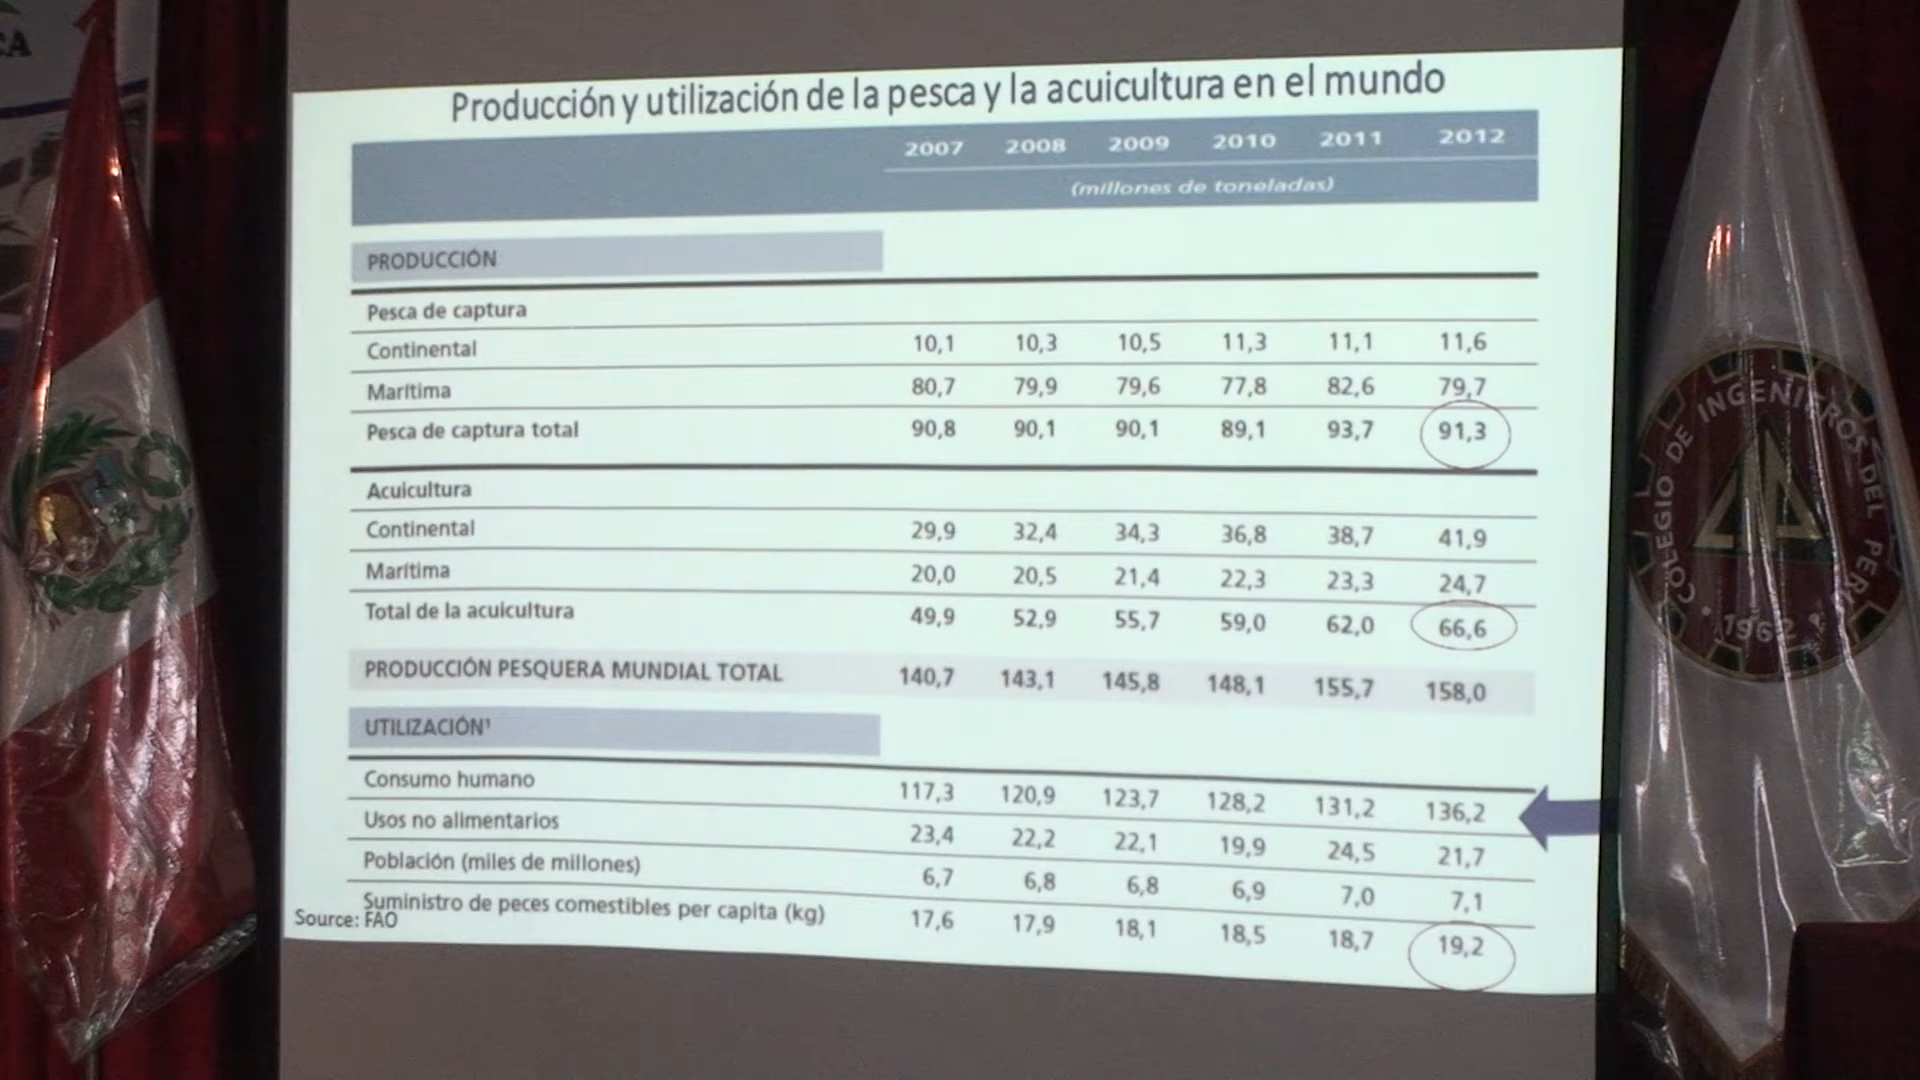 CA
Producción y utilización de la pesca y la acuicultura en el mundo
2007 2008 2009 2010 2011 2012
(millones de toneladas)
PRODUCCIÓN
Pesca de captura
Continental 10,1 10,3 10,5 11,3 11,1 11,6
Marítima 80,7 79,9 79,6 77,8 82,6 79,7
Pesca de captura total 90,8 90,1 90,1 89,1 93,7 91,3
Acuicultura
Continental 29,9 32,4 34,3 36,8 38,7 41,9
Marítima 20,0 20,5 21,4 22,3 23,3 24,7
Total de la acuicultura 49,9 52,9 55,7 59,0 62,0 66,6
PRODUCCIÓN PESQUERA MUNDIAL TOTAL 140,7 143,1 145,8 148,1 155,7 158,0
UTILIZACIÓN¹
Consumo humano 117,3 120,9 123,7 128,2 131,2 136,2
Usos no alimentarios 23,4 22,2 22,1 19,9 24,5 21,7
Población (miles de millones) 6,7 6,8 6,8 6,9 7,0 7,1
Suministro de peces comestibles per capita (kg) 17,6 17,9 18,1 18,5 18,7 19,2
Source: FAO
COLEGIO DE INGENIEROS DEL PERÚ
1962